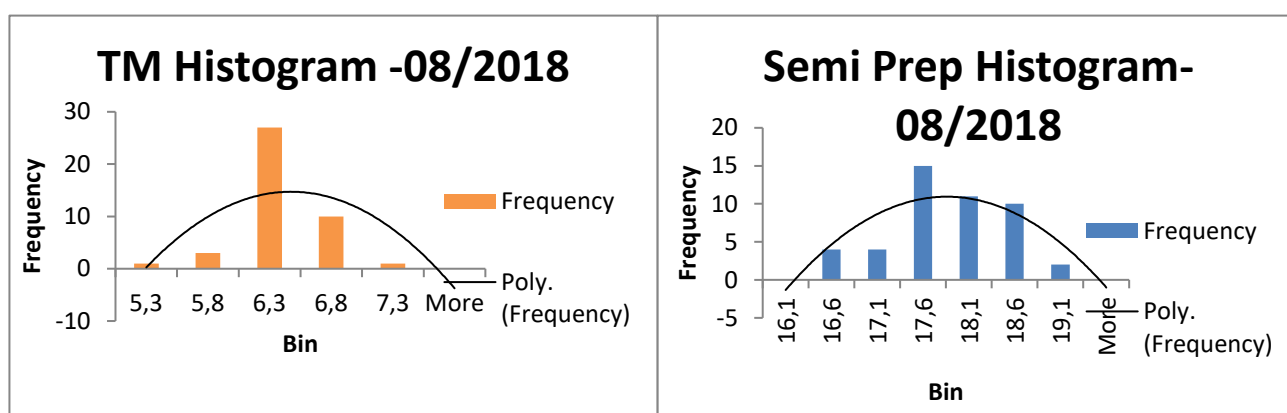 TM Histogram -08/2018
Frequency
30
20
10
0
-10
5,3 5,8 6,3 6,8 7,3 More
Bin
Frequency
Poly.
(Frequency)
Semi Prep Histogram-
08/2018
Frequency
20
15
10
5
0
-5
16,1
16,6
17,1
17,6
18,1
18,6
19,1
More
Bin
Frequency
Poly.
(Frequency)